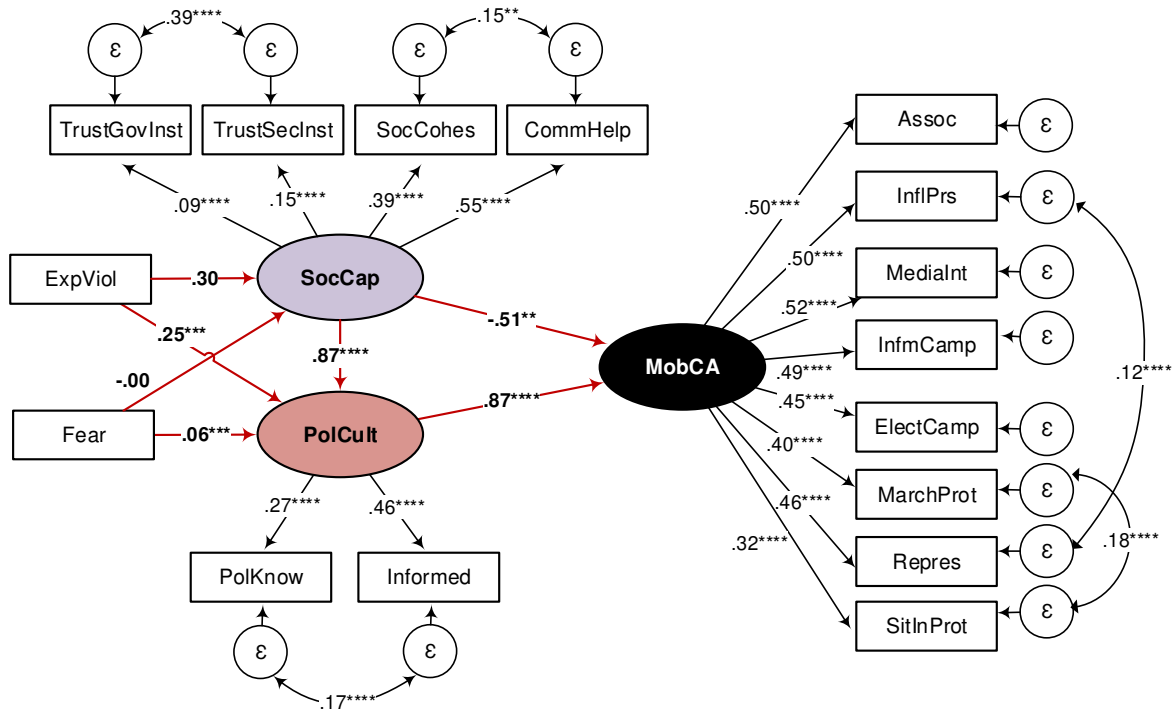 .39****
.15**
ε
ε
ε
ε
TrustGovInst
TrustSecInst
SocCohes
CommHelp
.09****
.15****
.39****
.55****
ExpViol
.30
SocCap
.25***
-.00
.87****
-.51**
Fear
.06***
PolCult
.87****
MobCA
.27****
.46****
PolKnow
Informed
ε
ε
.17****
.50****
.50****
.52****
.49****
.45****
.40****
.46****
.32****
Assoc
ε
InflPrs
ε
MediaInt
ε
InfmCamp
ε
ElectCamp
ε
MarchProt
ε
Repres
ε
SitInProt
ε
.12****
.18****